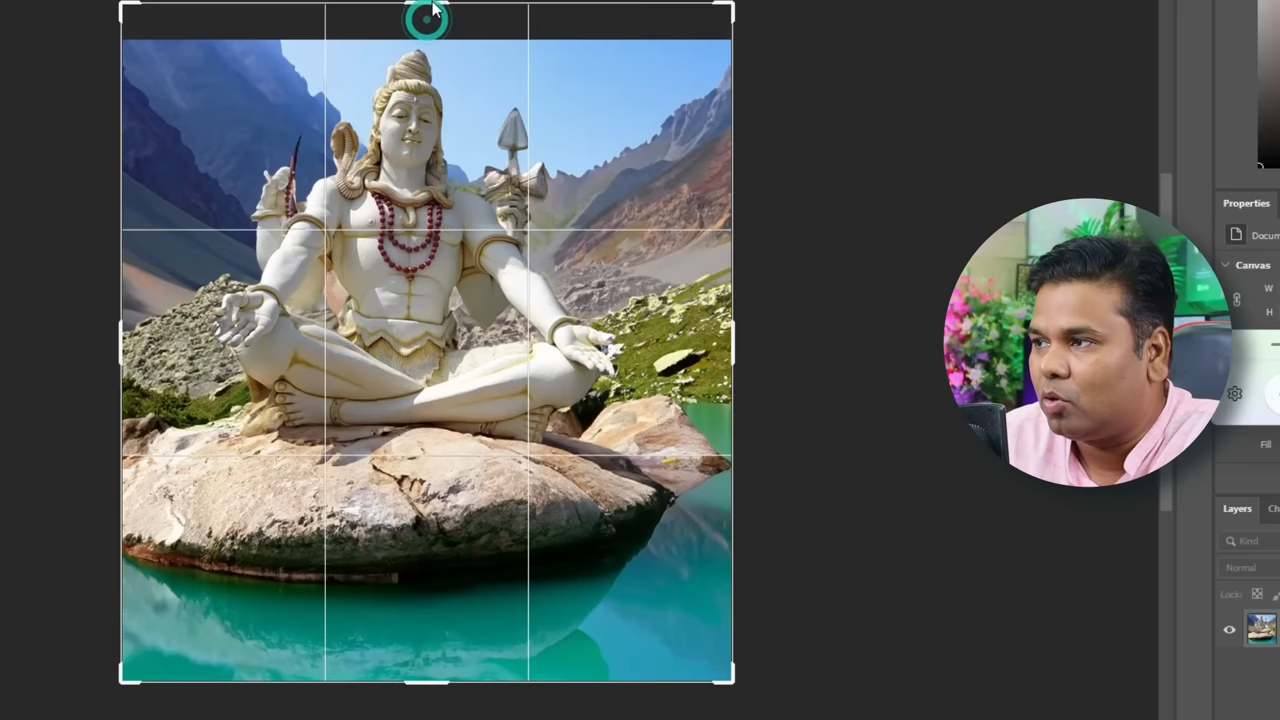 Properties
Docum
Canvas
W
H
Fill
Layers
Ch
Kind
Normal
Lock: